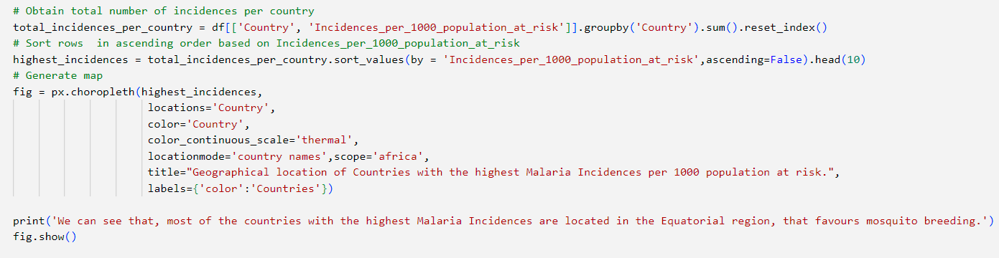 # Obtain total number of incidences per country
total_incidences_per_country = df[['Country', 'Incidences_per_1000_population_at_risk']].groupby('Country').sum().reset_index()
# Sort rows  in ascending order based on Incidences_per_1000_population_at_risk
highest_incidences = total_incidences_per_country.sort_values(by = 'Incidences_per_1000_population_at_risk',ascending=False).head(10)
# Generate map
fig = px.choropleth(highest_incidences,
locations='Country',
color='Country',
color_continuous_scale='thermal',
locationmode='country names',scope='africa',
title="Geographical location of Countries with the highest Malaria Incidences per 1000 population at risk.",
labels={'color':'Countries'})
print('We can see that, most of the countries with the highest Malaria Incidences are located in the Equatorial region, that favours mosquito breeding.')
fig.show()